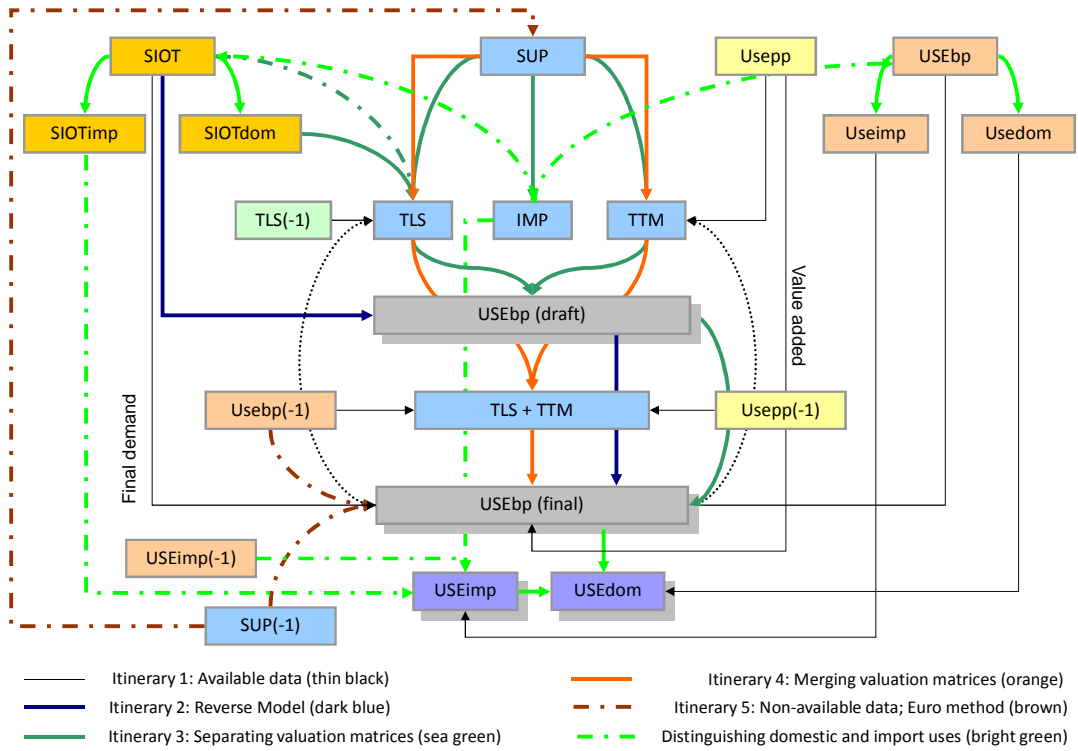 SIOT
SUP
Usepp
USEbp
SIOTimp
SIOTdom
Useimp
Usedom
TLS(-1)
TLS
IMP
TTM
USEbp (draft)
Value added
Usebp(-1)
TLS + TTM
Usepp(-1)
Final demand
USEbp (final)
USEimp(-1)
USEimp
USEdom
SUP(-1)
Itinerary 1: Available data (thin black)
Itinerary 4: Merging valuation matrices (orange)
Itinerary 2: Reverse Model (dark blue)
Itinerary 5: Non-available data; Euro method (brown)
Itinerary 3: Separating valuation matrices (sea green)
Distinguishing domestic and import uses (bright green)